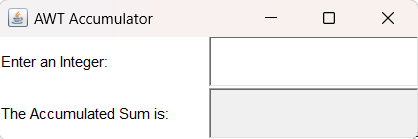 AWT Accumulator
Enter an Integer:
The Accumulated Sum is: